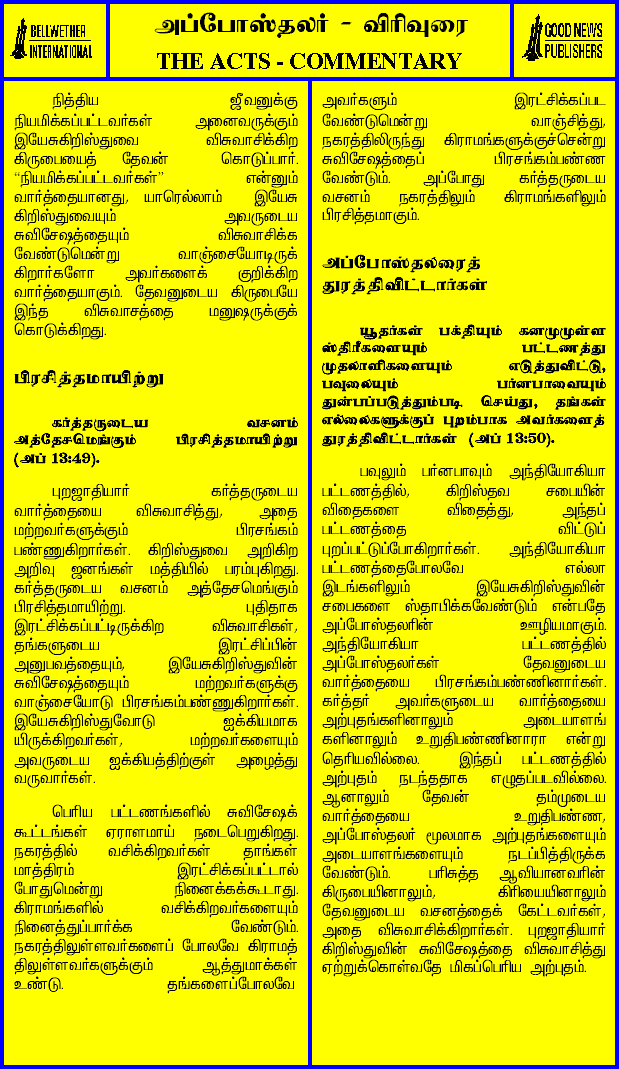 BELLWETHER
INTERNATIONAL
அப்போஸ்தலர் - விரிவுரை
THE ACTS - COMMENTARY
GOOD NEWS
PUBLISHERS
நித்திய ஜீவனுக்கு
நியமிக்கப்பட்டவர்கள் அனைவருக்கும்
இயேசுகிறிஸ்துவை விசுவாசிக்கிற
கிருபையைத் தேவன் கொடுப்பார்.
“நியமிக்கப்பட்டவர்கள்” என்னும்
வார்த்தையானது, யாரெல்லாம் இயேசு
கிறிஸ்துவையும் அவருடைய
சுவிசேஷத்தையும் விசுவாசிக்க
வேண்டுமென்று வாஞ்சையோடிருக்
கிறார்களோ அவர்களைக் குறிக்கிற
வார்த்தையாகும். தேவனுடைய கிருபையே
இந்த விசுவாசத்தை மனுஷருக்குக்
கொடுக்கிறது.
பிரசித்தமாயிற்று
கர்த்தருடைய வசனம்
அத்தேசமெங்கும் பிரசித்தமாயிற்று
(அப் 13:49).
புறஜாதியார் கர்த்தருடைய
வார்த்தையை விசுவாசித்து, அதை
மற்றவர்களுக்கும் பிரசங்கம்
பண்ணுகிறார்கள். கிறிஸ்துவை அறிகிற
அறிவு ஜனங்கள் மத்தியில் பரம்புகிறது.
கர்த்தருடைய வசனம் அத்தேசமெங்கும்
பிரசித்தமாயிற்று. புதிதாக
இரட்சிக்கப்பட்டிருக்கிற விசுவாசிகள்,
தங்களுடைய இரட்சிப்பின்
அனுபவத்தையும், இயேசுகிறிஸ்துவின்
சுவிசேஷத்தையும் மற்றவர்களுக்கு
வாஞ்சையோடு பிரசங்கம்பண்ணுகிறார்கள்.
இயேசுகிறிஸ்துவோடு ஐக்கியமாக
யிருக்கிறவர்கள், மற்றவர்களையும்
அவருடைய ஐக்கியத்திற்குள் அழைத்து
வருவார்கள்.
பெரிய பட்டணங்களில் சுவிசேஷக்
கூட்டங்கள் ஏராளமாய் நடைபெறுகிறது.
நகரத்தில் வசிக்கிறவர்கள் தாங்கள்
மாத்திரம் இரட்சிக்கப்பட்டால்
போதுமென்று நினைக்கக்கூடாது.
கிராமங்களில் வசிக்கிறவர்களையும்
நினைத்துப்பார்க்க வேண்டும்.
நகரத்திலுள்ளவர்களைப் போலவே கிராமத்
திலுள்ளவர்களுக்கும் ஆத்துமாக்கள்
உண்டு. தங்களைப்போலவே
அவர்களும் இரட்சிக்கப்பட
வேண்டுமென்று வாஞ்சித்து,
நகரத்திலிருந்து கிராமங்களுக்குச்சென்று
சுவிசேஷத்தைப் பிரசங்கம்பண்ண
வேண்டும். அப்போது கர்த்தருடைய
வசனம் நகரத்திலும் கிராமங்களிலும்
பிரசித்தமாகும்.
அப்போஸ்தலரைத்
துரத்திவிட்டார்கள்
யூதர்கள் பக்தியும் கனமுமுள்ள
ஸ்திரீகளையும் பட்டணத்து
முதலாளிகளையும் எடுத்துவிட்டு,
பவுலையும் பர்னபாவையும்
துன்பப்படுத்தும்படி செய்து, தங்கள்
எல்லைகளுக்குப் புறம்பாக அவர்களைத்
துரத்திவிட்டார்கள் (அப் 13:50).
பவுலும் பர்னபாவும் அந்தியோகியா
பட்டணத்தில், கிறிஸ்தவ சபையின்
விதைகளை விதைத்து, அந்தப்
பட்டணத்தை விட்டுப்
புறப்பட்டுப்போகிறார்கள். அந்தியோகியா
பட்டணத்தைபோலவே எல்லா
இடங்களிலும் இயேசுகிறிஸ்துவின்
சபைகளை ஸ்தாபிக்கவேண்டும் என்பதே
அப்போஸ்தலரின் ஊழியமாகும்.
அந்தியோகியா பட்டணத்தில்
அப்போஸ்தலர்கள் தேவனுடைய
வார்த்தையை பிரசங்கம்பண்ணினார்கள்.
கர்த்தர் அவர்களுடைய வார்த்தையை
அற்புதங்களினாலும் அடையாளங்
களினாலும் உறுதிபண்ணினாரா என்று
தெரியவில்லை. இந்தப் பட்டணத்தில்
அற்புதம் நடந்ததாக எழுதப்படவில்லை.
ஆனாலும் தேவன் தம்முடைய
வார்த்தையை உறுதிபண்ண,
அப்போஸ்தலர் மூலமாக அற்புதங்களையும்
அடையாளங்களையும் நடப்பித்திருக்க
வேண்டும். பரிசுத்த ஆவியானவரின்
கிருபையினாலும், கிரியையினாலும்
தேவனுடைய வசனத்தைக் கேட்டவர்கள்,
அதை விசுவாசிக்கிறார்கள். புறஜாதியார்
கிறிஸ்துவின் சுவிசேஷத்தை விசுவாசித்து
ஏற்றுக்கொள்வதே மிகப்பெரிய அற்புதம்.